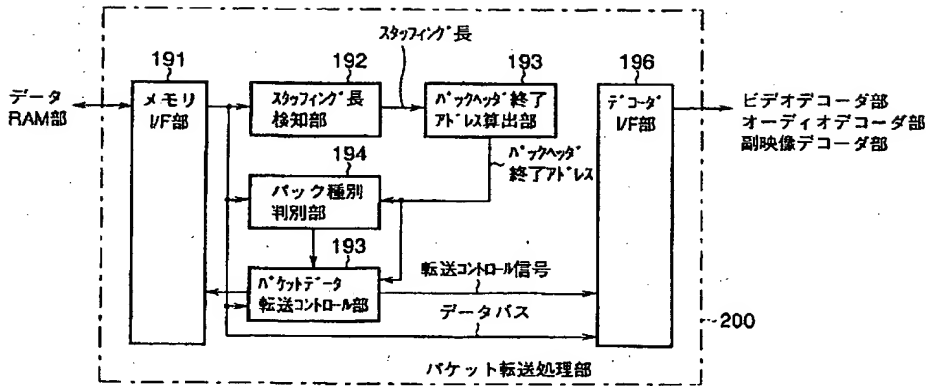 スタッフィング長
191
192
193
196
データ
RAM部
メモリ
I/F部
スタッフィング長
検知部
パックヘッダ終了
アドレス算出部
デコーダ
I/F部
ビデオデコーダ部
オーディオデコーダ部
副映像デコーダ部
194
パック種別
判別部
パックヘッダ
終了アドレス
193
パケットデータ
転送コントロール部
転送コントロール信号
データバス
200
パケット転送処理部